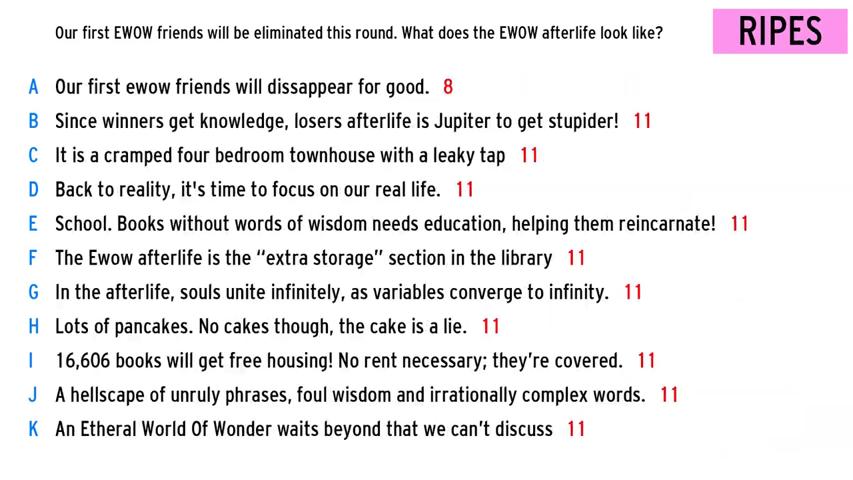 Our first EWOW friends will be eliminated this round. What does the EWOW afterlife look like?
RIPES
A Our first ewow friends will dissappear for good. 8
B Since winners get knowledge, losers afterlife is Jupiter to get stupider! 11
C It is a cramped four bedroom townhouse with a leaky tap 11
D Back to reality, it's time to focus on our real life. 11
E School. Books without words of wisdom needs education, helping them reincarnate! 11
F The Ewow afterlife is the “extra storage” section in the library 11
G In the afterlife, souls unite infinitely, as variables converge to infinity. 11
H Lots of pancakes. No cakes though, the cake is a lie. 11
I 16,606 books will get free housing! No rent necessary; they’re covered. 11
J A hellscape of unruly phrases, foul wisdom and irrationally complex words. 11
K An Etheral World Of Wonder waits beyond that we can’t discuss 11